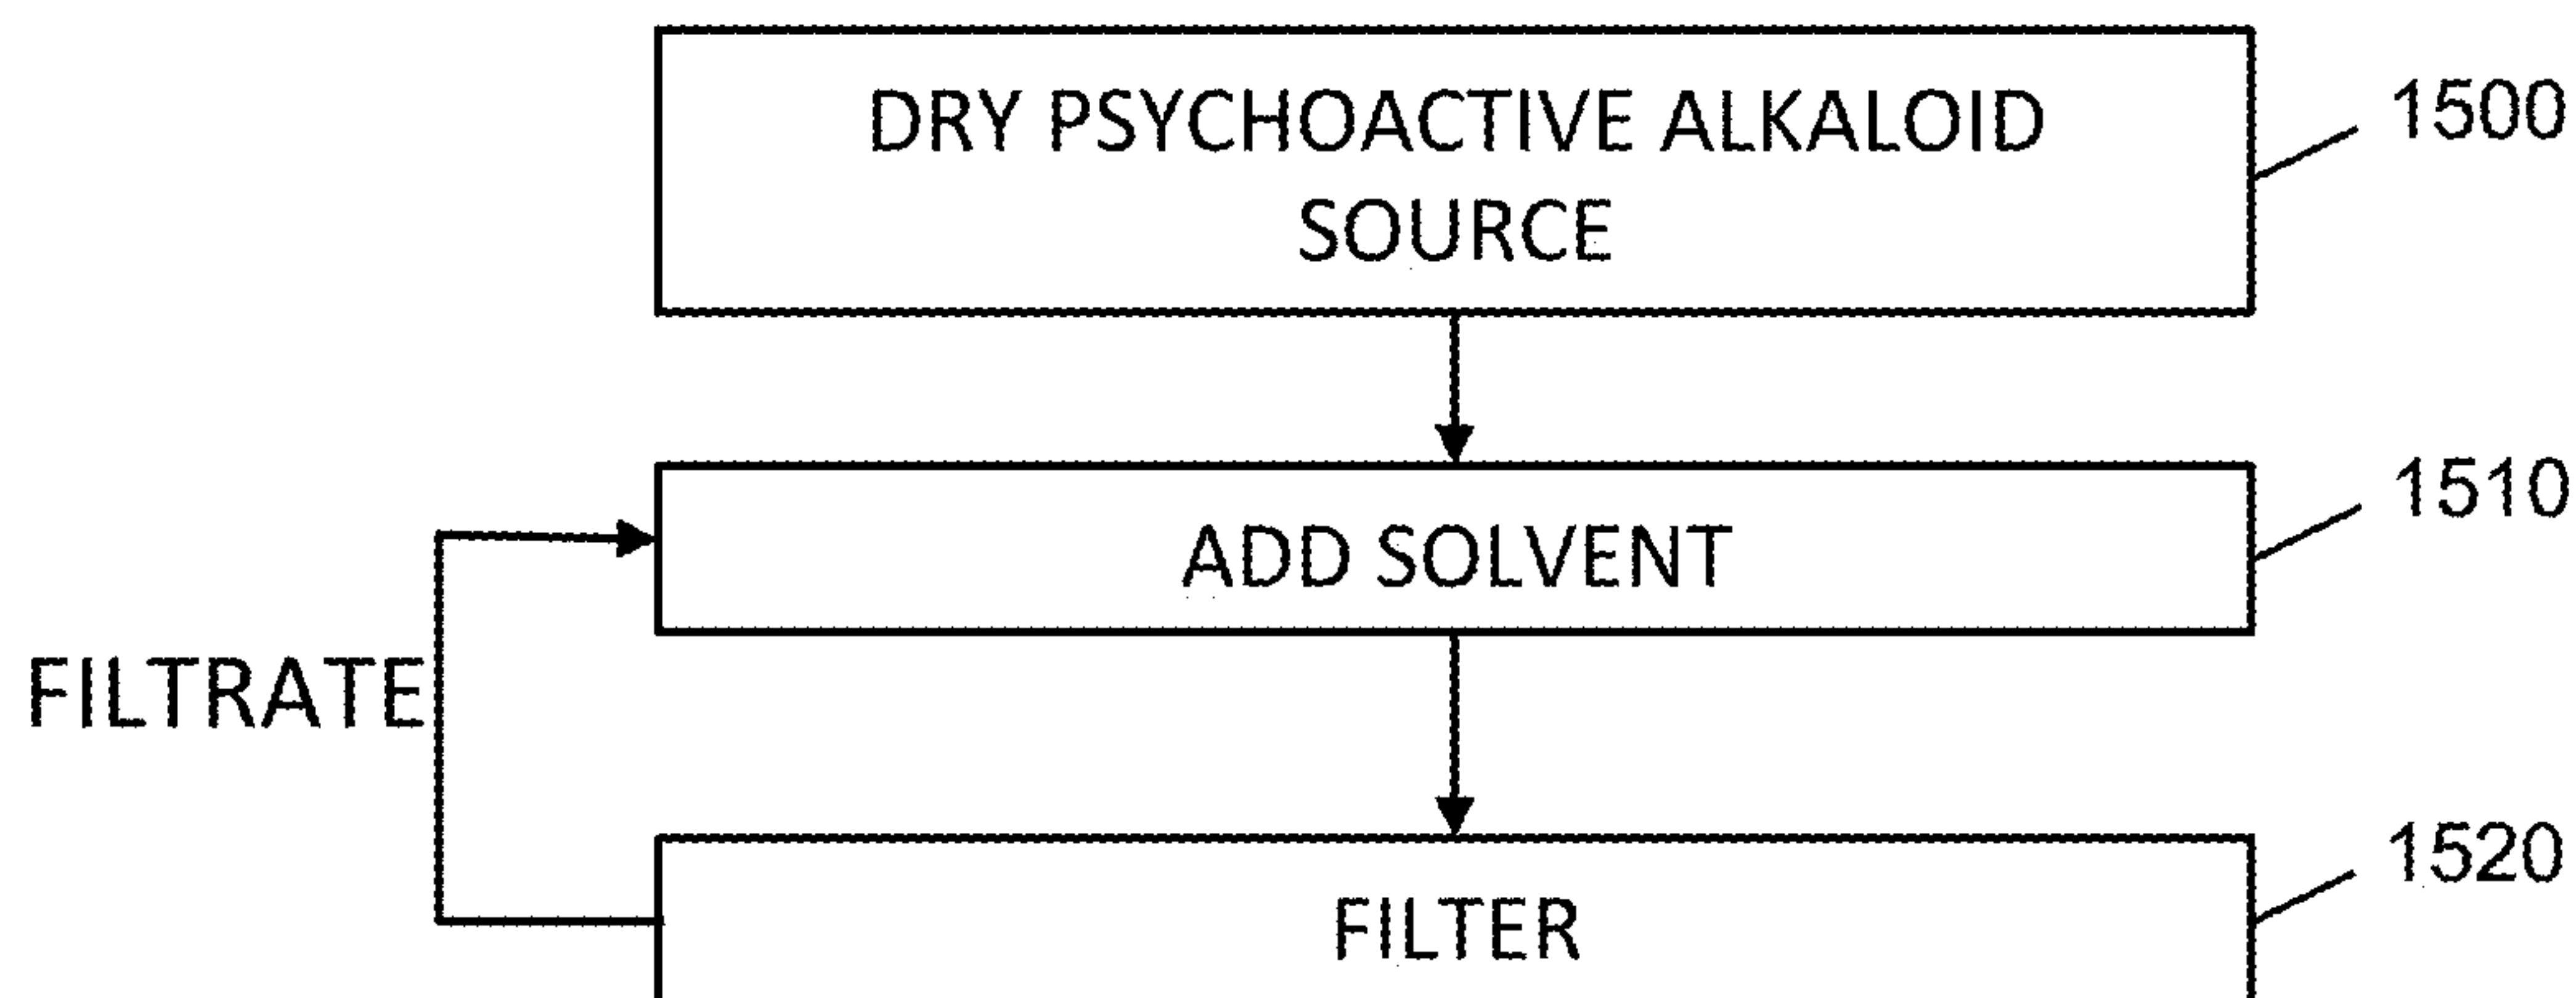 DRY PSYCHOACTIVE ALKALOID
SOURCE
1500
ADD SOLVENT
1510
FILTRATE
FILTER
1520